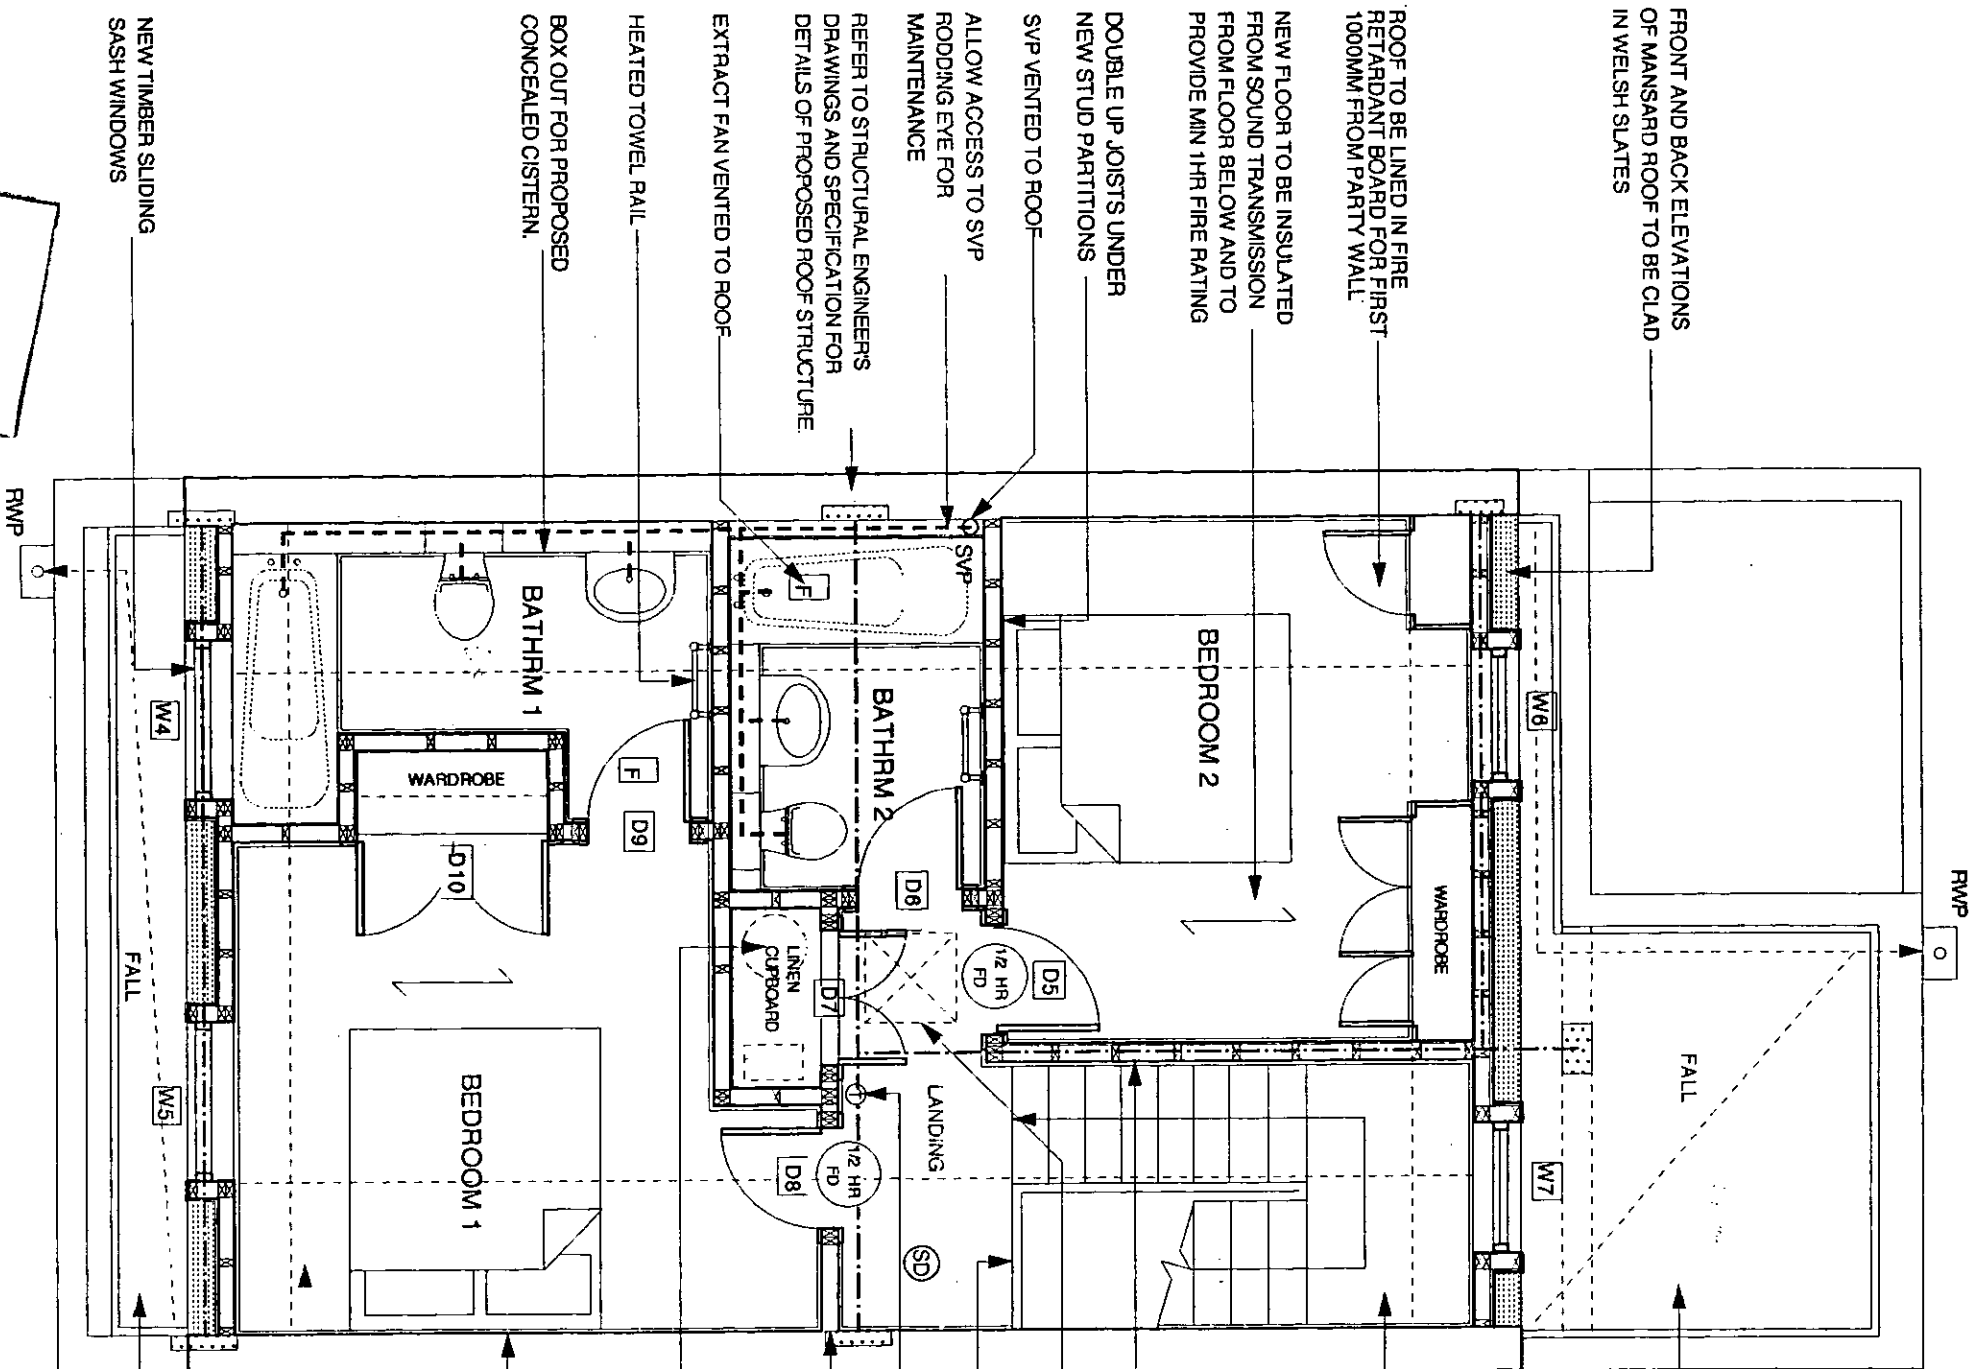 FRONT AND BACK ELEVATIONS
OF MANSARD ROOF TO BE CLAD
IN WELSH SLATES
ROOF TO BE LINED IN FIRE
RETARDANT BOARD FOR FIRST
1000MM FROM PARTY WALL
NEW FLOOR TO BE INSULATED
FROM SOUND TRANSMISSION
FROM FLOOR BELOW AND TO
PROVIDE MIN 1HR FIRE RATING
DOUBLE UP JOISTS UNDER
NEW STUD PARTITIONS
SVP VENTED TO ROOF
ALLOW ACCESS TO SVP
RODDING EYE FOR
MAINTENANCE
REFER TO STRUCTURAL ENGINEER'S
DRAWINGS AND SPECIFICATION FOR
DETAILS OF PROPOSED ROOF STRUCTURE.
EXTRACT FAN VENTED TO ROOF
HEATED TOWEL RAIL
BOX OUT FOR PROPOSED
CONCEALED CISTERN.
NEW TIMBER SLIDING
SASH WINDOWS
RWP
RWP
FALL
W6
W7
BEDROOM 2
WARDROBE
SVP
F
BATHRM 2
D6
D5
1/2 HR
FD
LINEN
CUPBOARD
D7
LANDING
T
1/2 HR
FD
D8
SD
BATHRM 1
F
D9
WARDROBE
D10
BEDROOM 1
W4
W5
FALL